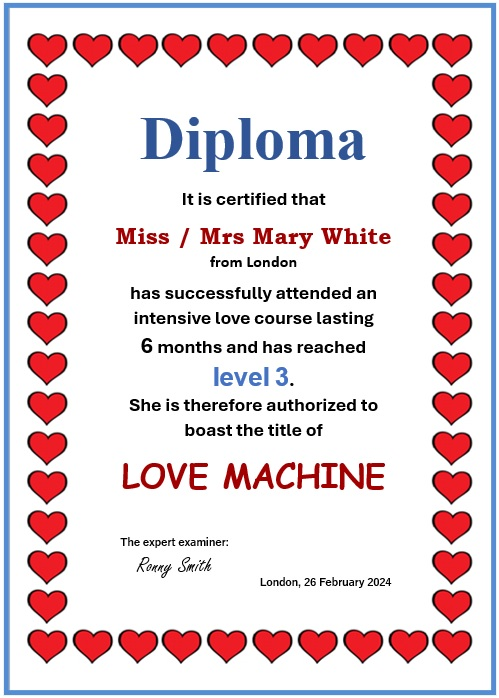 Diploma
It is certified that
Miss / Mrs Mary White
from London
has successfully attended an
intensive love course lasting
6 months and has reached
level 3.
She is therefore authorized to
boast the title of
LOVE MACHINE
The expert examiner:
Ronny Smith
London, 26 February 2024